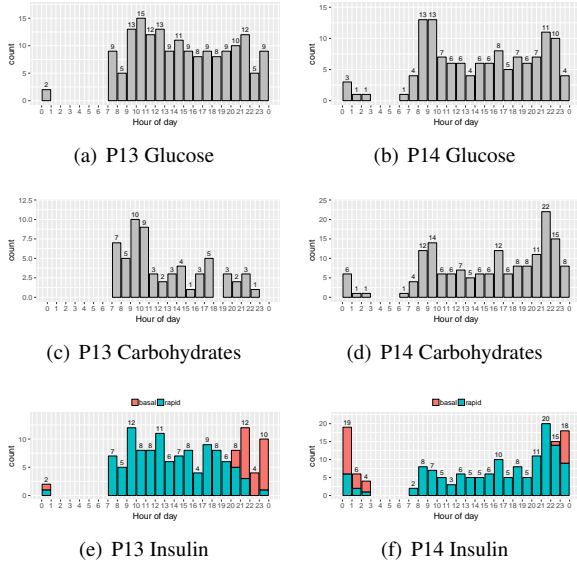 count
15
10
5
0
2 9 5 13 15 12 13 9 11 9 8 9 8 9 10 12 5 9
0 1 2 3 4 5 6 7 8 9 10 11 12 13 14 15 16 17 18 19 20 21 22 23 0
Hour of day
(a) P13 Glucose
count
15
10
5
0
3 1 1 1 4 13 13 7 6 6 4 6 6 8 5 7 6 7 11 10 4
0 1 2 3 4 5 6 7 8 9 10 11 12 13 14 15 16 17 18 19 20 21 22 23 0
Hour of day
(b) P14 Glucose
count
12.5
10.0
7.5
5.0
2.5
0.0
7 5 10 9 3 2 3 4 1 3 5 3 2 3 1
0 1 2 3 4 5 6 7 8 9 10 11 12 13 14 15 16 17 18 19 20 21 22 23 0
Hour of day
(c) P13 Carbohydrates
count
25
20
15
10
5
0
6 1 1 1 4 12 14 6 6 7 5 6 6 12 6 8 8 11 22 15 8
0 1 2 3 4 5 6 7 8 9 10 11 12 13 14 15 16 17 18 19 20 21 22 23 0
Hour of day
(d) P14 Carbohydrates
basal rapid
count
10
5
0
2 7 5 12 8 8 11 6 7 8 4 9 8 6 8 12 4 10
0 1 2 3 4 5 6 7 8 9 10 11 12 13 14 15 16 17 18 19 20 21 22 23 0
Hour of day
(e) P13 Insulin
basal rapid
count
20
15
10
5
0
19 6 4 2 8 7 5 3 6 5 5 6 10 5 8 5 11 20 15 18
0 1 2 3 4 5 6 7 8 9 10 11 12 13 14 15 16 17 18 19 20 21 22 23 0
Hour of day
(f) P14 Insulin